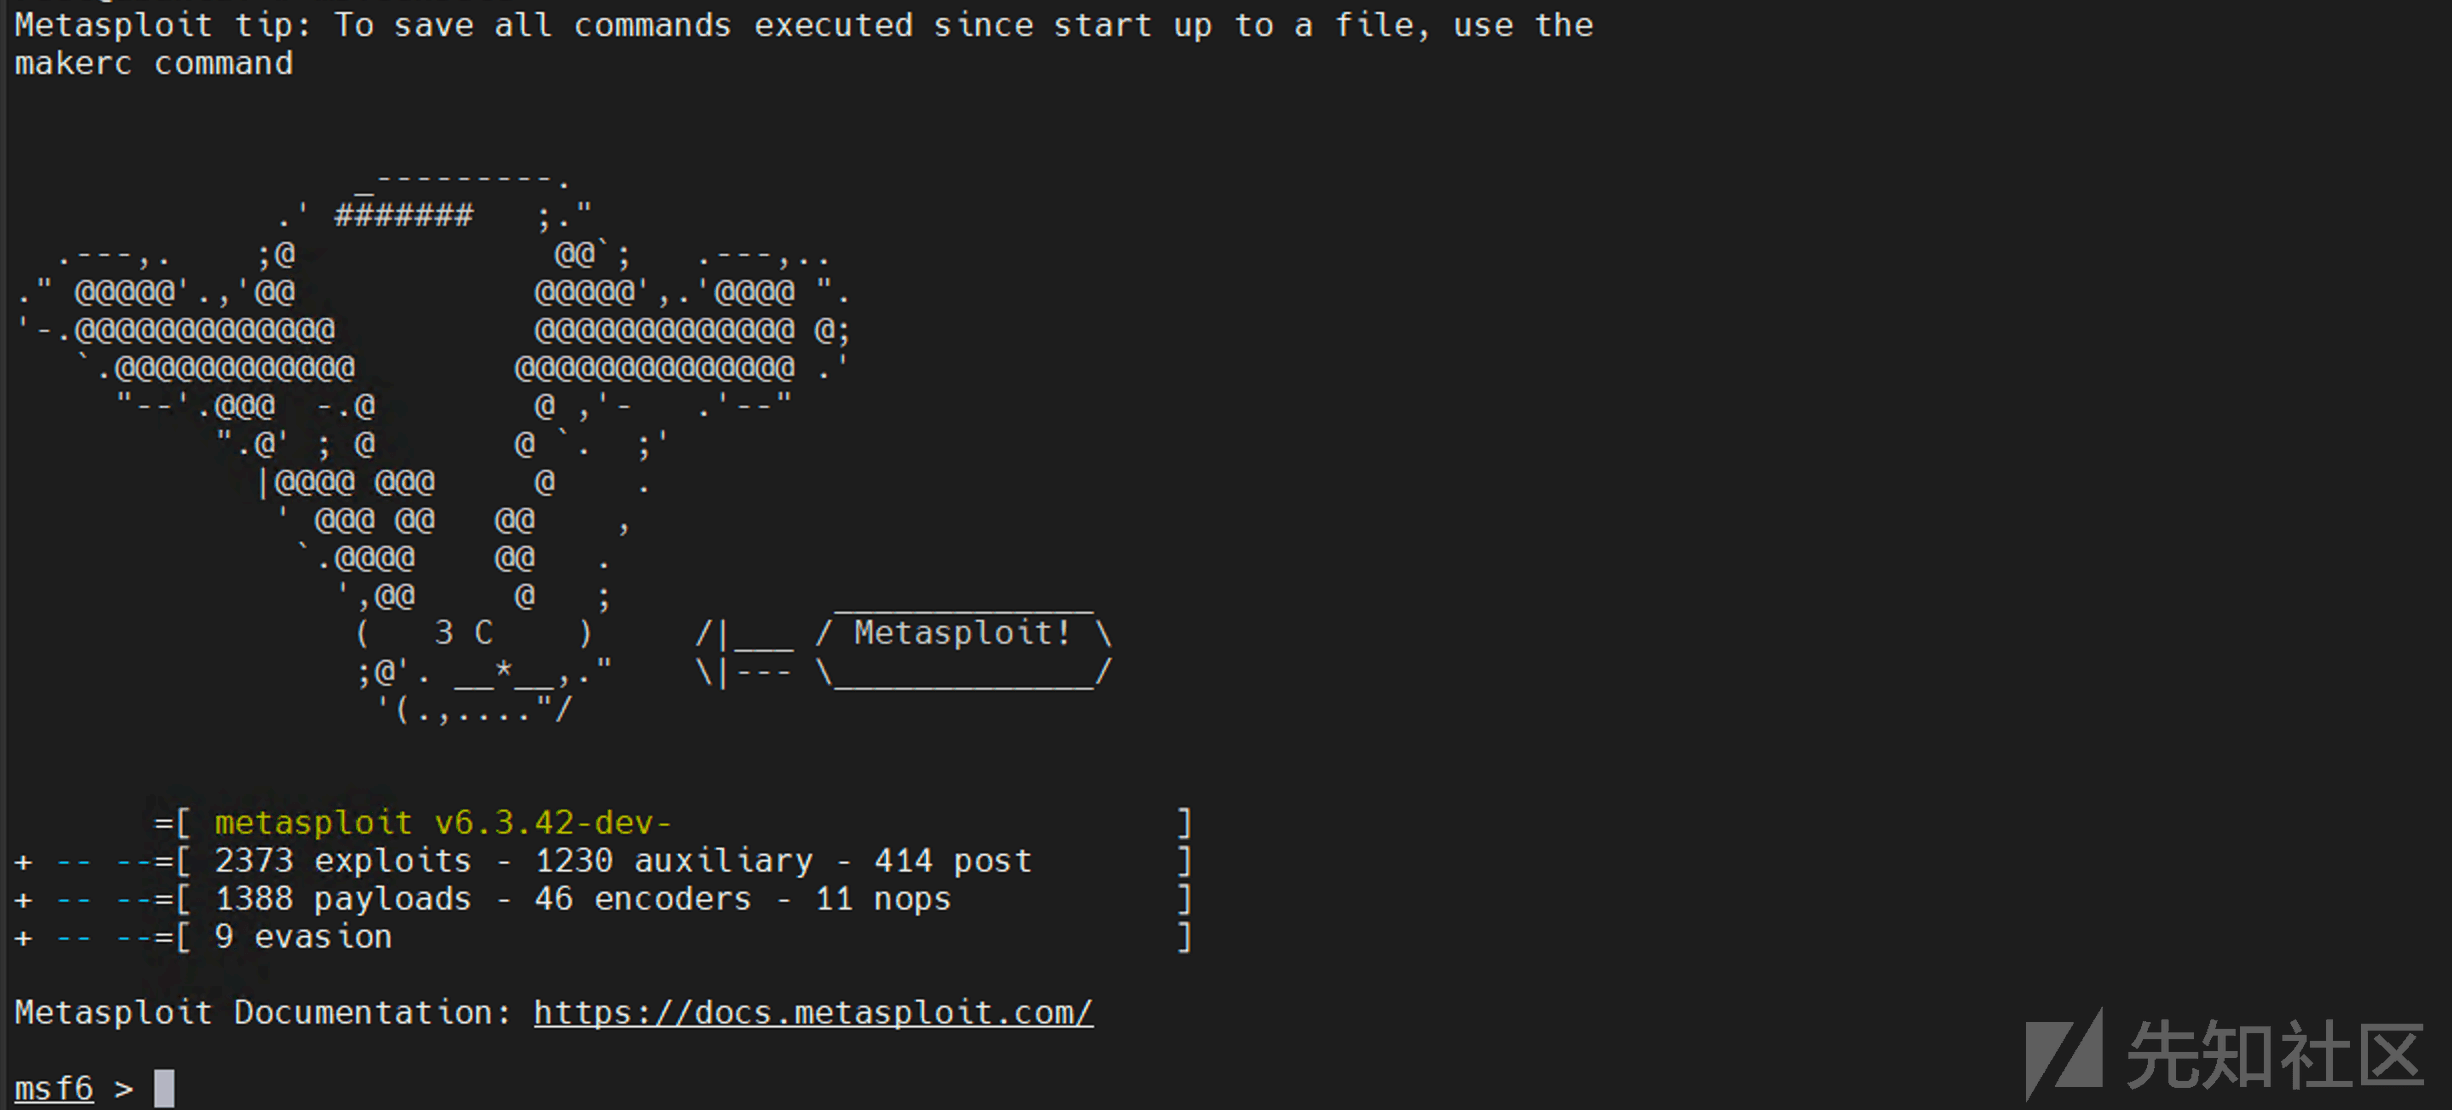 Metasploit tip: To save all commands executed since start up to a file, use the
makerc command
                 _---------.
             .' #######   ;."
  .---,.    ;@             @@`;   .---,..
." @@@@@'.,'@@            @@@@@',.'@@@@ ".
'-.@@@@@@@@@@@@@          @@@@@@@@@@@@@ @;
   `.@@@@@@@@@@@@        @@@@@@@@@@@@@@ .'
     "--'.@@@  -.@        @ ,'-   .'--"
          ".@' ; @       @ `.  ;'
            |@@@@ @@@     @    .
             ' @@@ @@   @@    ,
              `.@@@@    @@   .
                ',@@     @   ;           _____________
                 (   3 C    )     /|___ / Metasploit! \
                 ;@'. __*__,."    \|--- \_____________/
                  '(.,...."/
       =[ metasploit v6.3.42-dev-                         ]
+ -- --=[ 2373 exploits - 1230 auxiliary - 414 post       ]
+ -- --=[ 1388 payloads - 46 encoders - 11 nops           ]
+ -- --=[ 9 evasion                                       ]
Metasploit Documentation: https://docs.metasploit.com/
msf6 >
先知社区